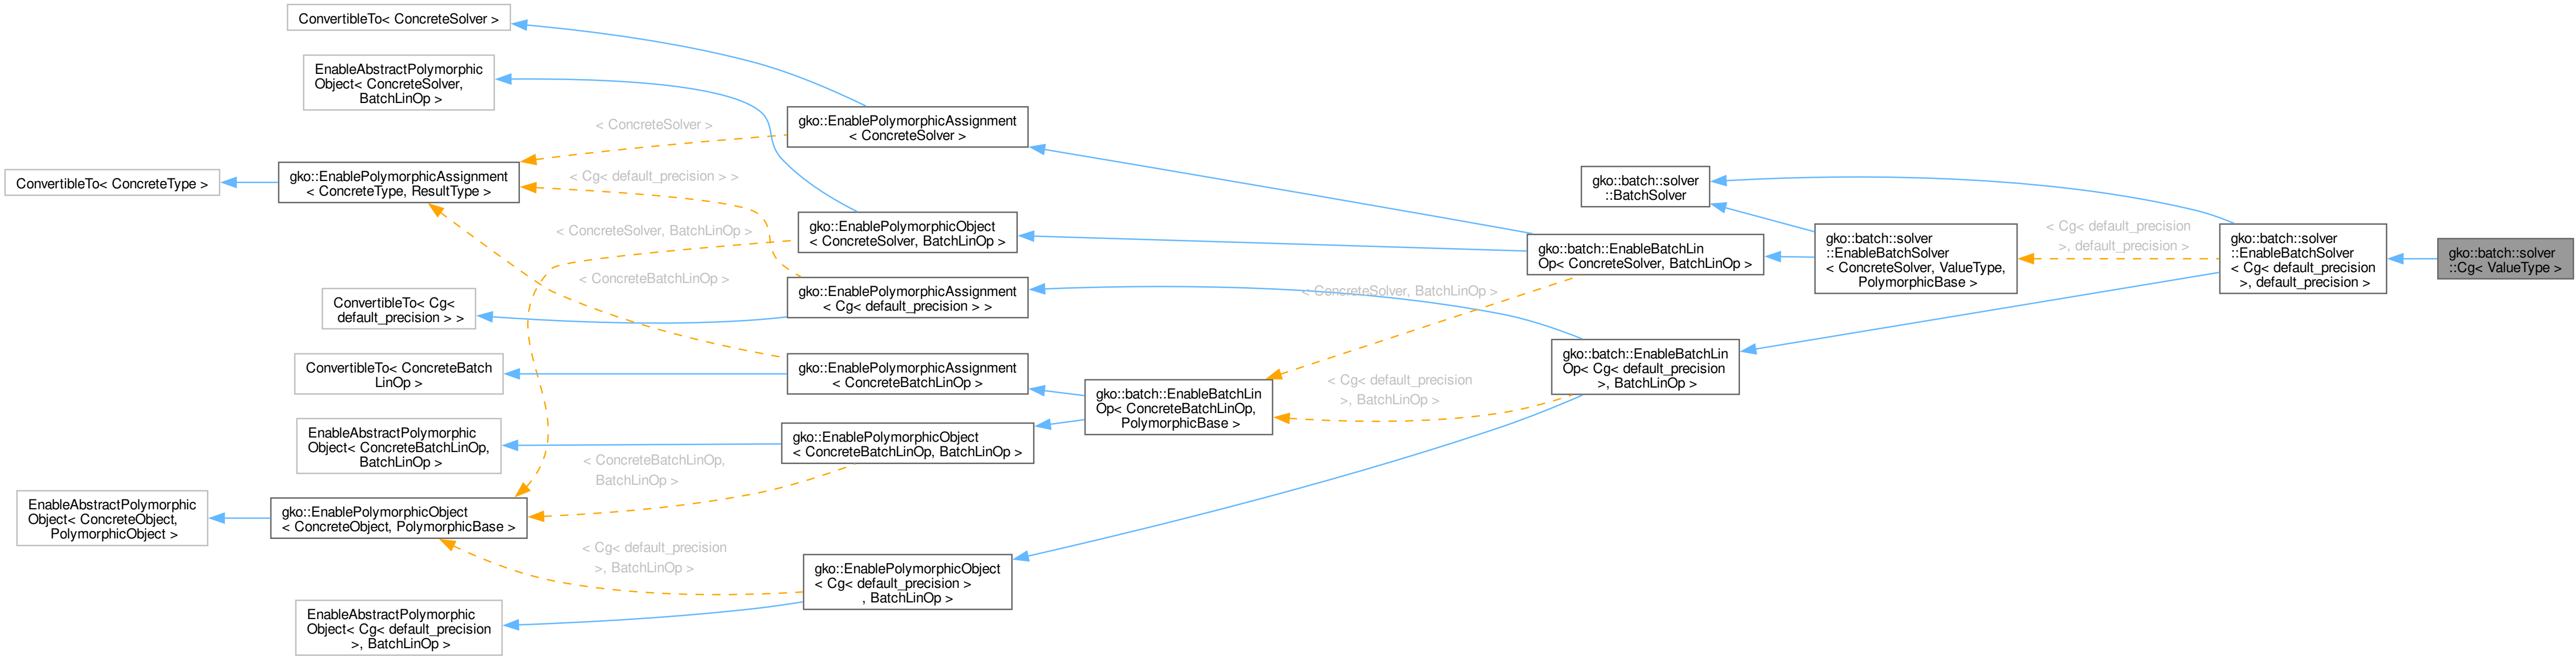 ConvertibleTo< ConcreteSolver >
EnableAbstractPolymorphic
Object< ConcreteSolver,
BatchLinOp >
ConvertibleTo< ConcreteType >
gko::EnablePolymorphicAssignment
< ConcreteType, ResultType >
ConvertibleTo< Cg<
default_precision > >
ConvertibleTo< ConcreteBatch
LinOp >
EnableAbstractPolymorphic
Object< ConcreteBatchLinOp,
BatchLinOp >
EnableAbstractPolymorphic
Object< ConcreteObject,
PolymorphicObject >
gko::EnablePolymorphicObject
< ConcreteObject, PolymorphicBase >
EnableAbstractPolymorphic
Object< Cg< default_precision
>, BatchLinOp >
< ConcreteSolver >
< Cg< default_precision > >
< ConcreteSolver, BatchLinOp >
< ConcreteBatchLinOp >
< ConcreteBatchLinOp,
BatchLinOp >
< Cg< default_precision
>, BatchLinOp >
gko::EnablePolymorphicAssignment
< ConcreteSolver >
gko::EnablePolymorphicObject
< ConcreteSolver, BatchLinOp >
gko::EnablePolymorphicAssignment
< Cg< default_precision > >
gko::EnablePolymorphicAssignment
< ConcreteBatchLinOp >
gko::EnablePolymorphicObject
< ConcreteBatchLinOp, BatchLinOp >
gko::EnablePolymorphicObject
< Cg< default_precision >
, BatchLinOp >
gko::batch::EnableBatchLin
Op< ConcreteBatchLinOp,
PolymorphicBase >
< ConcreteSolver, BatchLinOp >
< Cg< default_precision
>, BatchLinOp >
gko::batch::solver
::BatchSolver
gko::batch::EnableBatchLin
Op< ConcreteSolver, BatchLinOp >
gko::batch::EnableBatchLin
Op< Cg< default_precision
>, BatchLinOp >
gko::batch::solver
::EnableBatchSolver
< ConcreteSolver, ValueType,
PolymorphicBase >
< Cg< default_precision
>, default_precision >
gko::batch::solver
::EnableBatchSolver
< Cg< default_precision
>, default_precision >
gko::batch::solver
::Cg< ValueType >